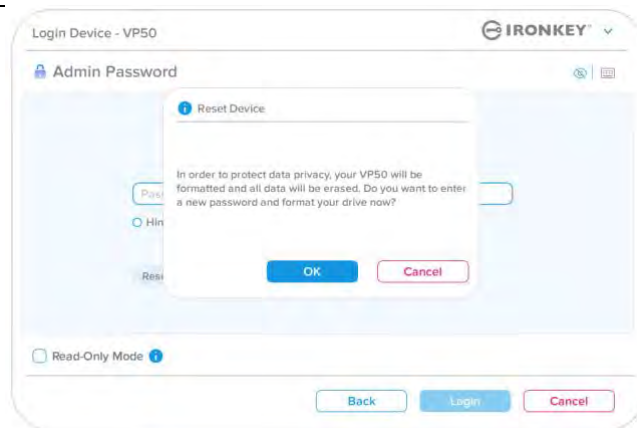 Login Device - VP50
IRONKEY
Admin Password
Reset Device
In order to protect data privacy, your VP50 will be
formatted and all data will be erased. Do you want to enter
a new password and format your drive now?
Hin
OK
Cancel
Read-Only Mode
Back
Login
Cancel